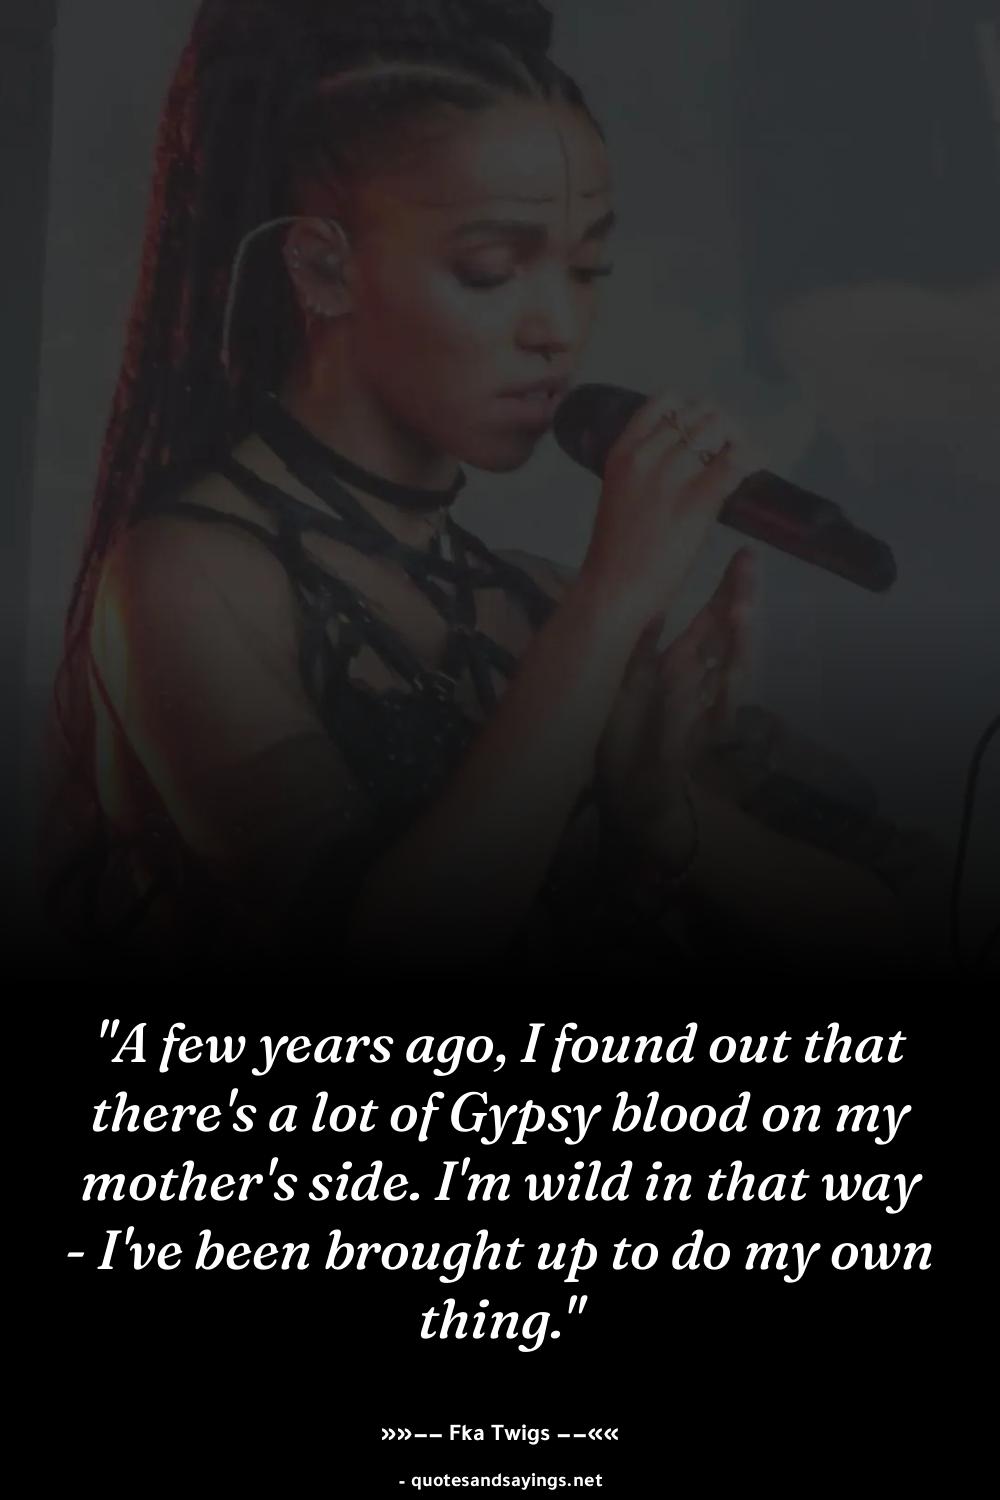 "A few years ago, I found out that
there's a lot of Gypsy blood on my
mother's side. I'm wild in that way
- I've been brought up to do my own
thing."
»»–– Fka Twigs ––««
- quotesandsayings.net